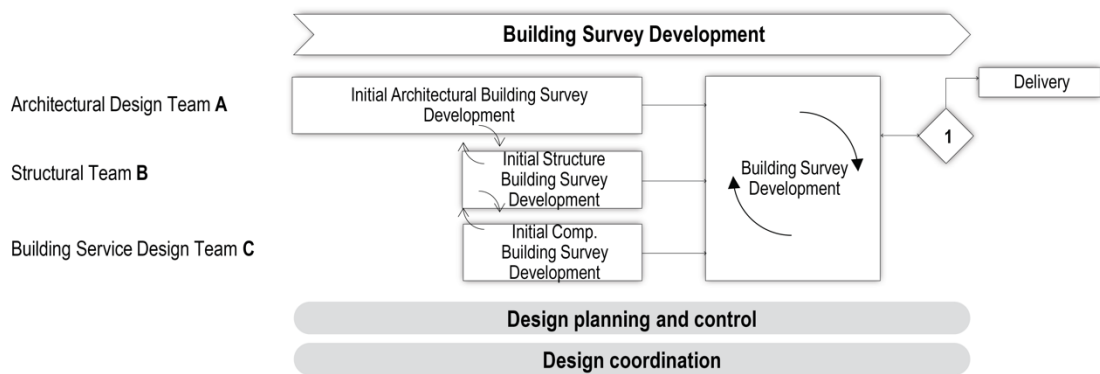 Building Survey Development
Architectural Design Team A
Initial Architectural Building Survey
Development
Delivery
1
Structural Team B
Initial Structure
Building Survey
Development
Building Survey
Development
Building Service Design Team C
Initial Comp.
Building Survey
Development
Design planning and control
Design coordination